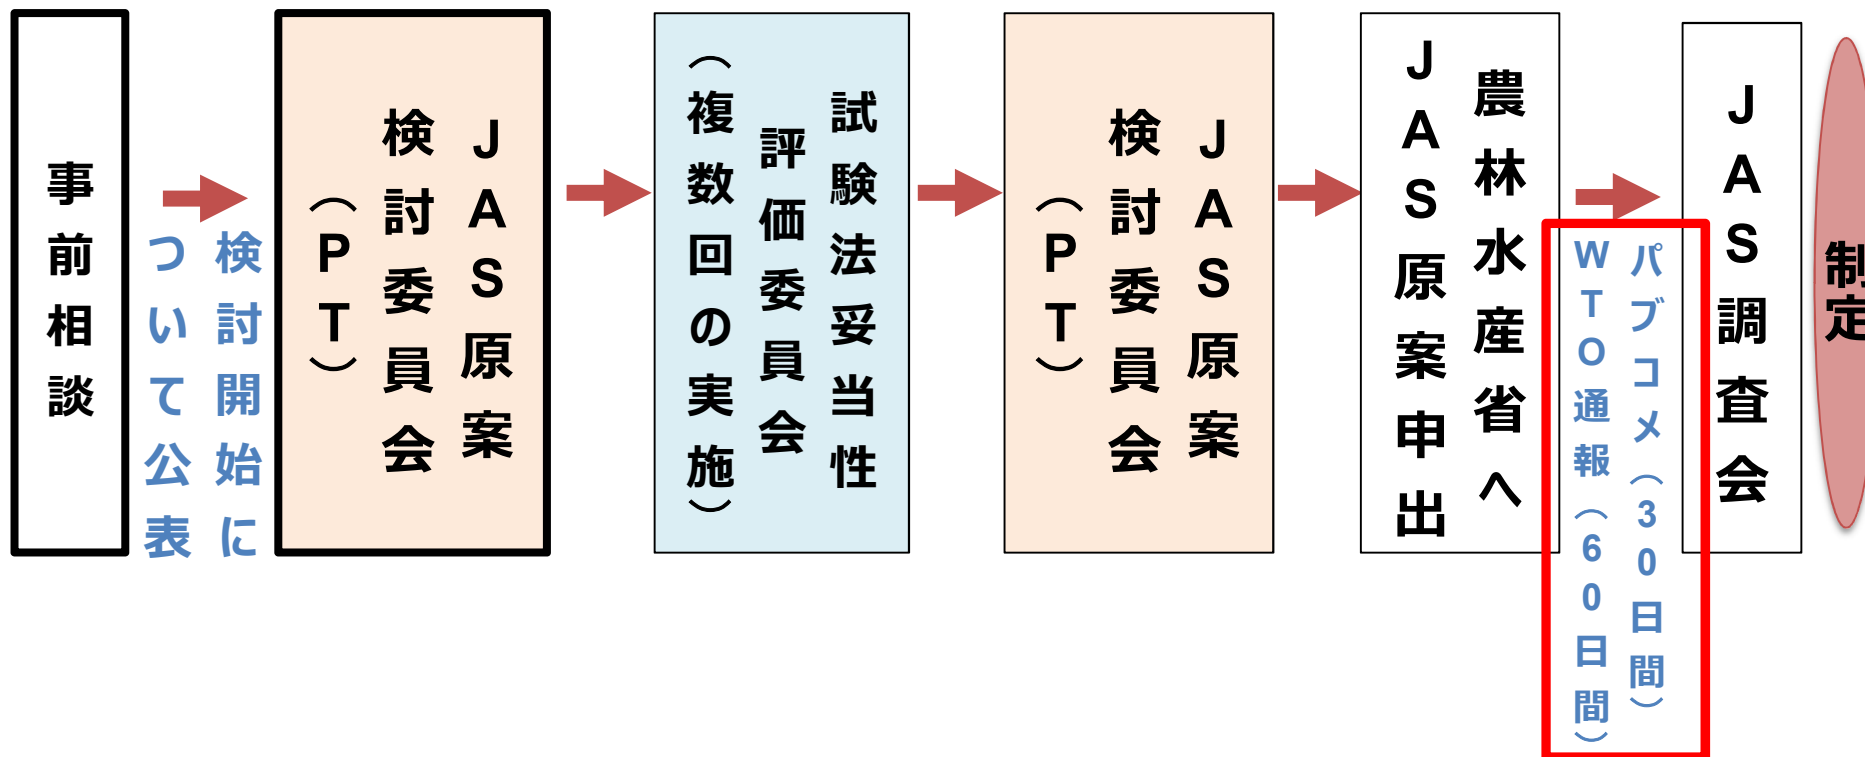 事前相談
検討開始に
ついて公表
JAS原案
検討委員会
（PT）
試験法妥当性
評価委員会
（複数回の実施）
JAS原案
検討委員会
（PT）
農林水産省へ
JAS原案申出
パブコメ（30日間）
WTO通報（60日間）
JAS調査会
制定